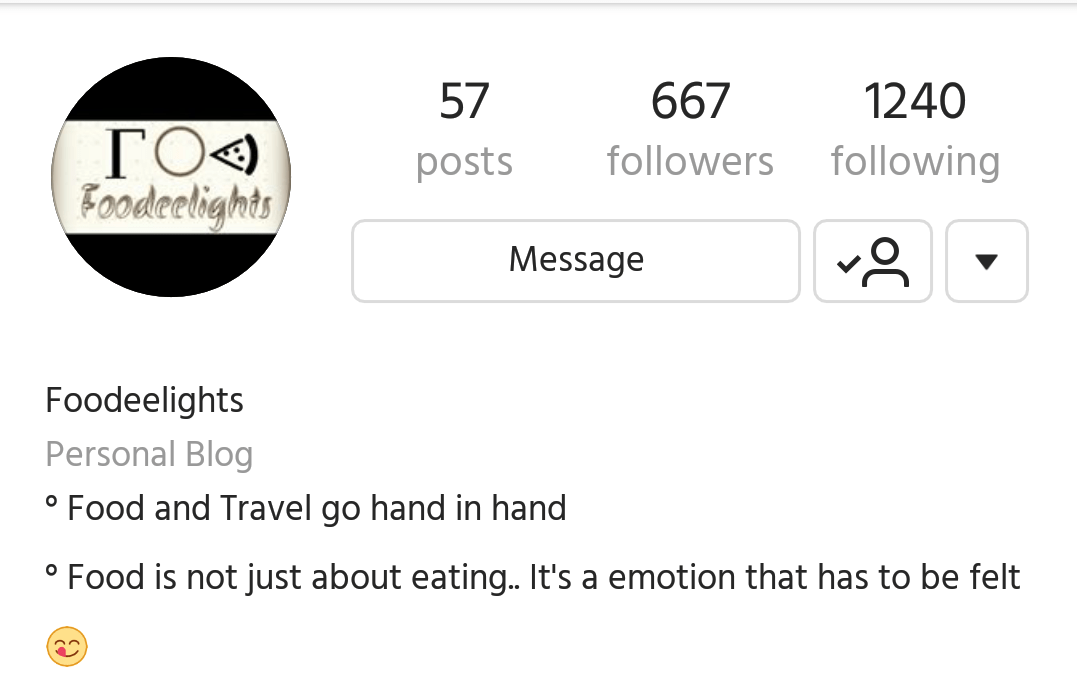 Foodeelights
57 667 1240
posts followers following
Message
Foodeelights
Personal Blog
° Food and Travel go hand in hand
° Food is not just about eating.. It's a emotion that has to be felt
😋